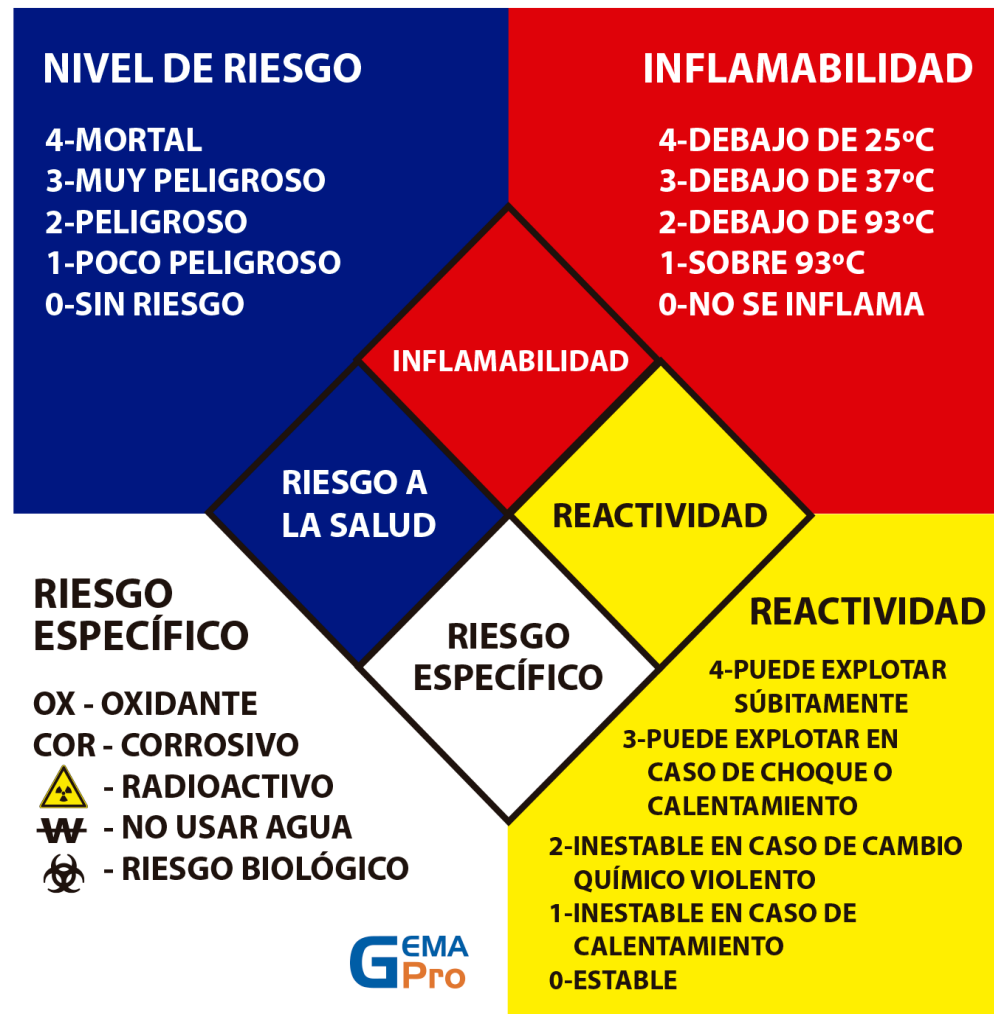 NIVEL DE RIESGO
4-MORTAL
3-MUY PELIGROSO
2-PELIGROSO
1-POCO PELIGROSO
0-SIN RIESGO
INFLAMABILIDAD
4-DEBAJO DE 25ºC
3-DEBAJO DE 37ºC
2-DEBAJO DE 93ºC
1-SOBRE 93ºC
0-NO SE INFLAMA
INFLAMABILIDAD
RIESGO A
LA SALUD
REACTIVIDAD
RIESGO
ESPECÍFICO
RIESGO
ESPECÍFICO
OX - OXIDANTE
COR - CORROSIVO
- RADIOACTIVO
W - NO USAR AGUA
- RIESGO BIOLÓGICO
REACTIVIDAD
4-PUEDE EXPLOTAR
SÚBITAMENTE
3-PUEDE EXPLOTAR EN
CASO DE CHOQUE O
CALENTAMIENTO
2-INESTABLE EN CASO DE CAMBIO
QUÍMICO VIOLENTO
1-INESTABLE EN CASO DE
CALENTAMIENTO
0-ESTABLE
GEMA
Pro